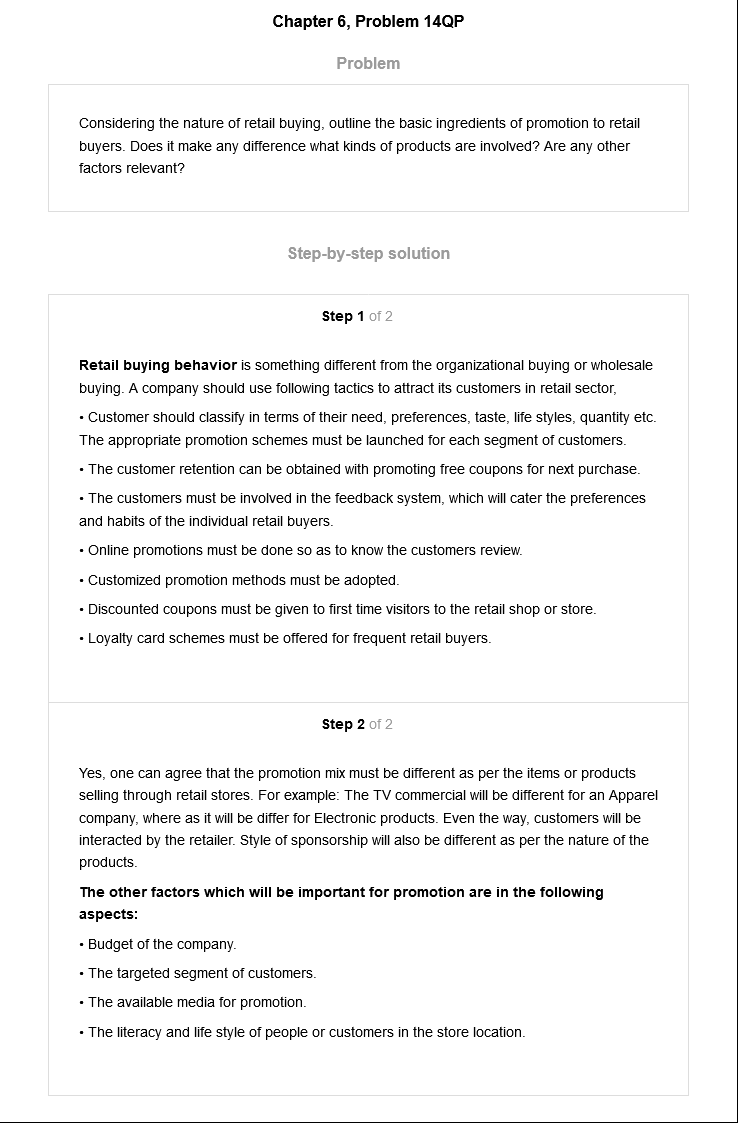 Chapter 6, Problem 14QP
Problem
Considering the nature of retail buying, outline the basic ingredients of promotion to retail
buyers. Does it make any difference what kinds of products are involved? Are any other
factors relevant?
Step-by-step solution
Step 1 of 2
Retail buying behavior is something different from the organizational buying or wholesale
buying. A company should use following tactics to attract its customers in retail sector,
• Customer should classify in terms of their need, preferences, taste, life styles, quantity etc.
The appropriate promotion schemes must be launched for each segment of customers.
• The customer retention can be obtained with promoting free coupons for next purchase.
• The customers must be involved in the feedback system, which will cater the preferences
and habits of the individual retail buyers.
• Online promotions must be done so as to know the customers review.
• Customized promotion methods must be adopted.
• Discounted coupons must be given to first time visitors to the retail shop or store.
• Loyalty card schemes must be offered for frequent retail buyers.
Step 2 of 2
Yes, one can agree that the promotion mix must be different as per the items or products
selling through retail stores. For example: The TV commercial will be different for an Apparel
company, where as it will be differ for Electronic products. Even the way, customers will be
interacted by the retailer. Style of sponsorship will also be different as per the nature of the
products.
The other factors which will be important for promotion are in the following
aspects:
• Budget of the company.
• The targeted segment of customers.
• The available media for promotion.
• The literacy and life style of people or customers in the store location.